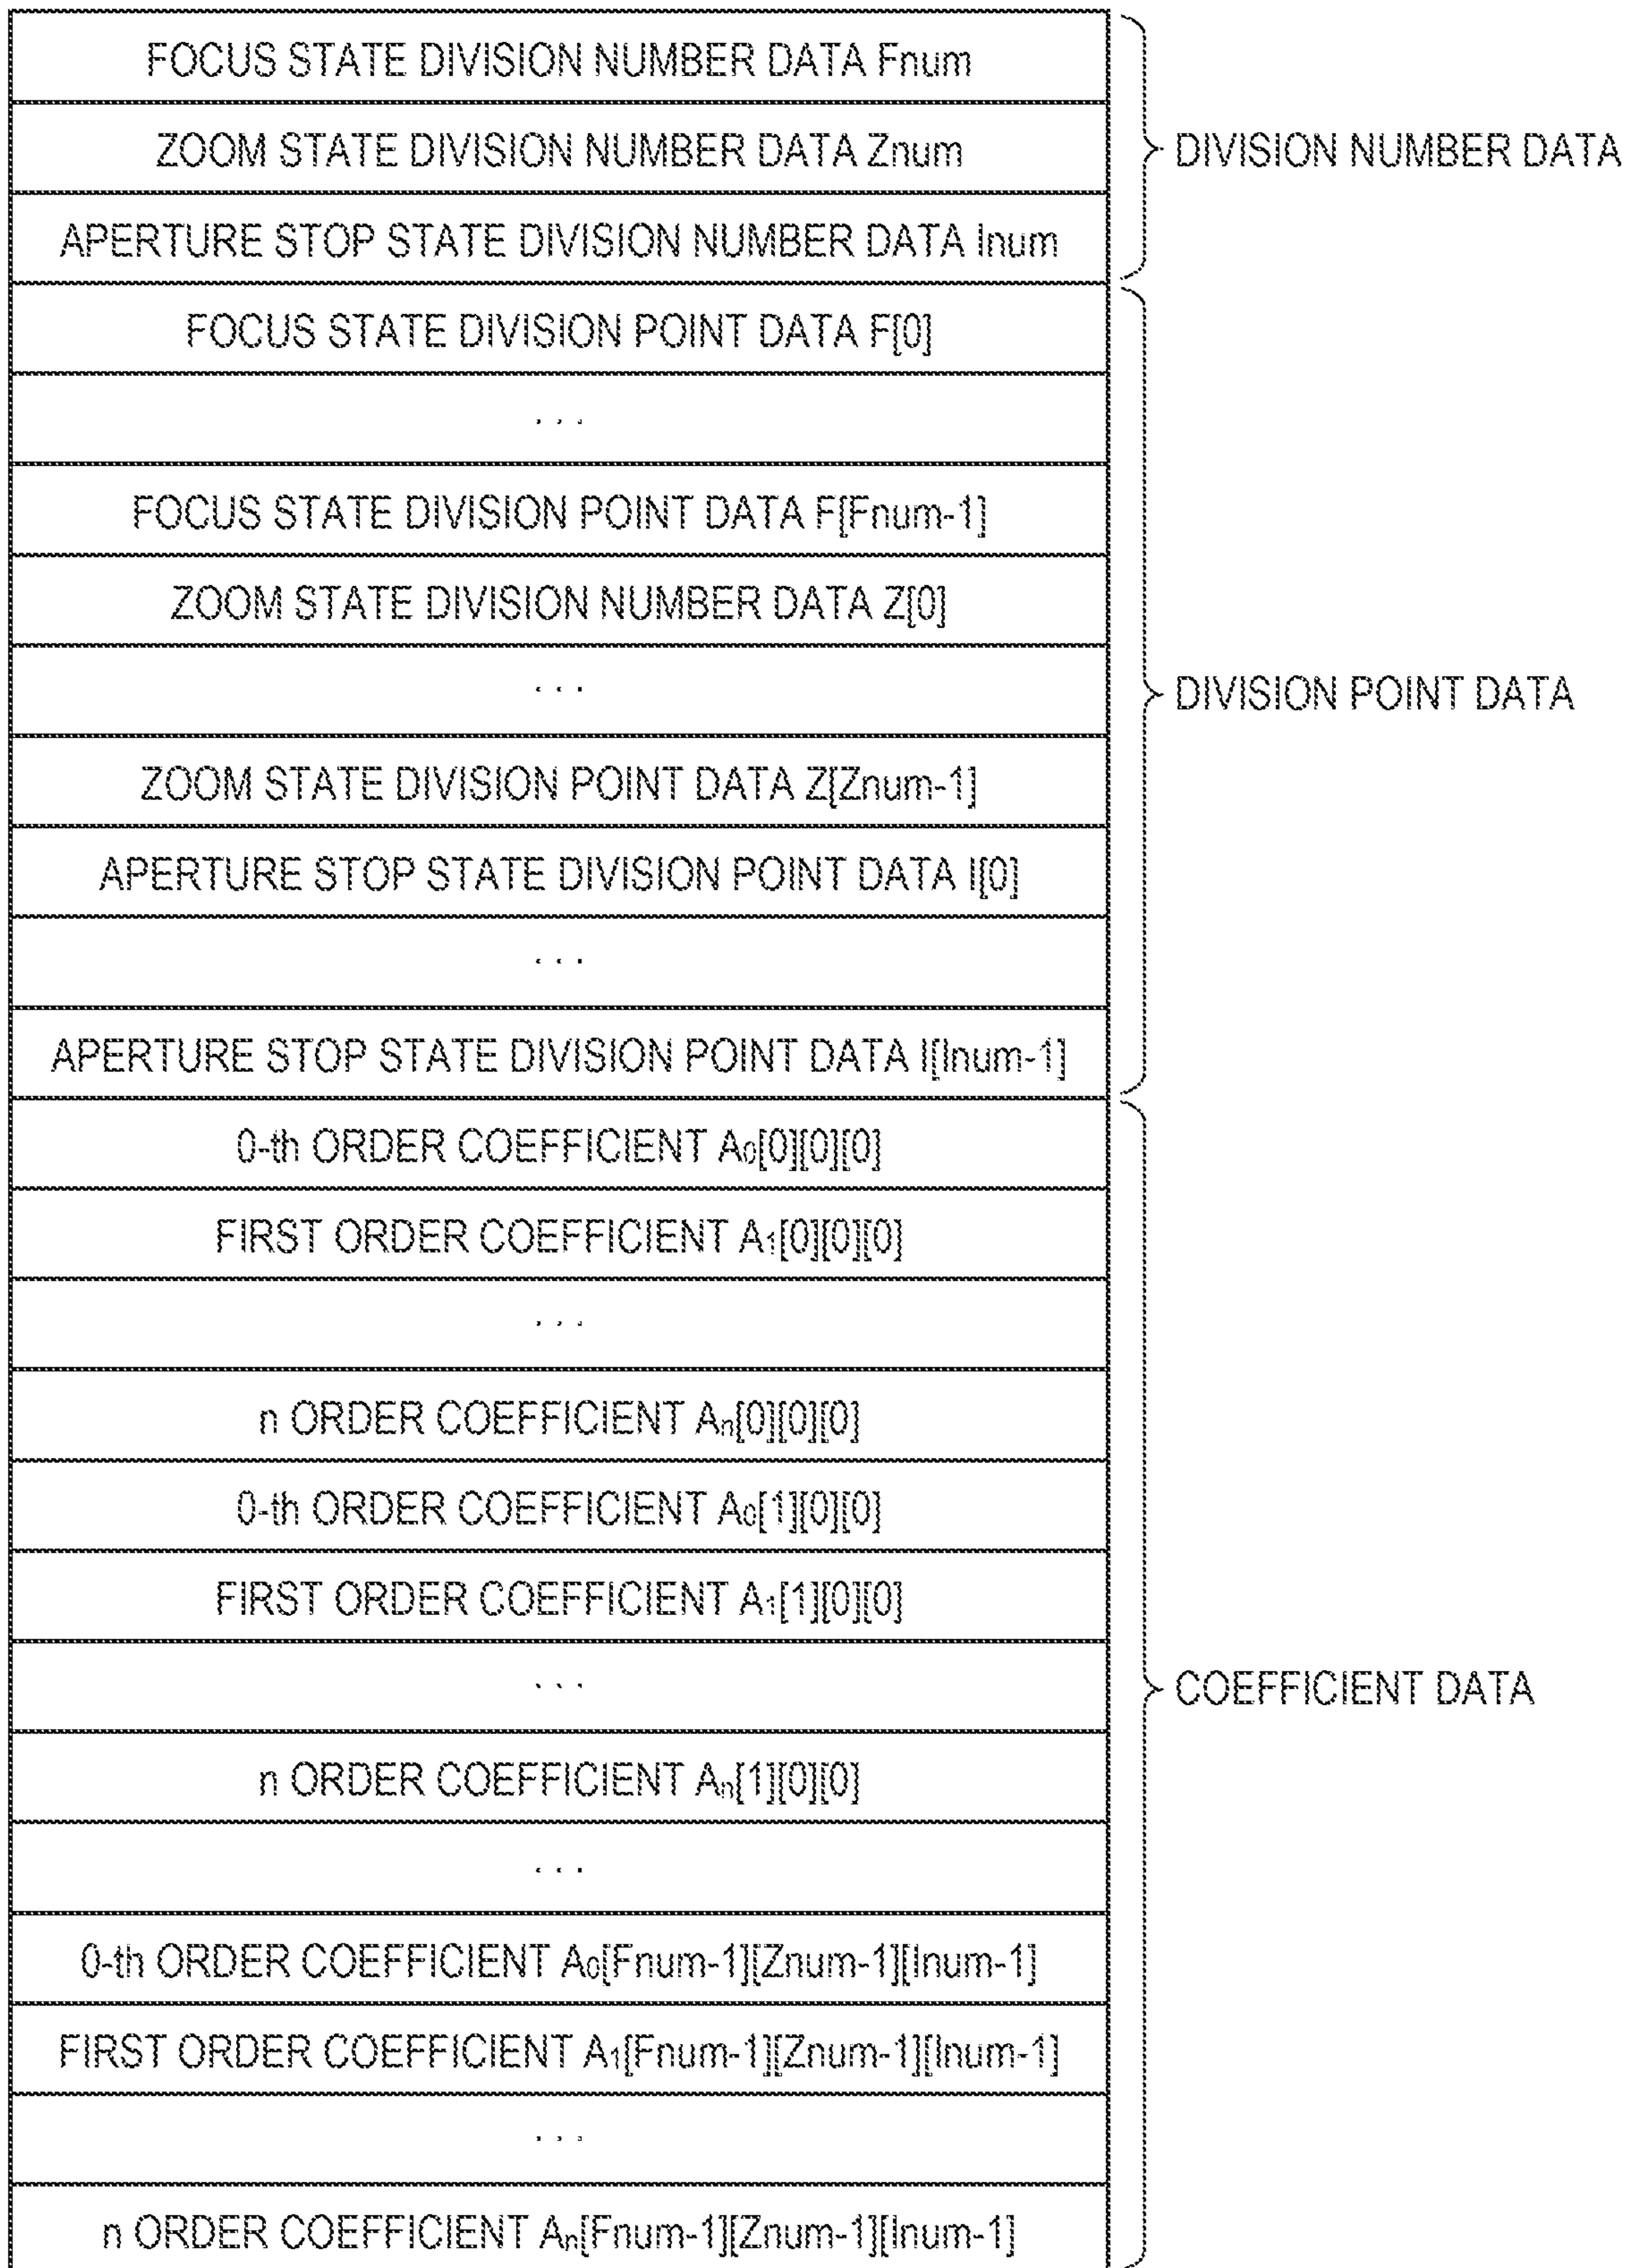 FOCUS STATE DIVISION NUMBER DATA Fnum
ZOOM STATE DIVISION NUMBER DATA Znum
DIVISION NUMBER DATA
APERTURE STOP STATE DIVISION NUMBER DATA Inum
FOCUS STATE DIVISION POINT DATA F[0]
...
FOCUS STATE DIVISION POINT DATA F[Fnum-1]
ZOOM STATE DIVISION NUMBER DATA Z[0]
...
DIVISION POINT DATA
ZOOM STATE DIVISION POINT DATA Z[Znum-1]
APERTURE STOP STATE DIVISION POINT DATA I[0]
...
APERTURE STOP STATE DIVISION POINT DATA I[Inum-1]
0-th ORDER COEFFICIENT A₀[0][0][0]
FIRST ORDER COEFFICIENT A₁[0][0][0]
...
n ORDER COEFFICIENT Aₙ[0][0][0]
0-th ORDER COEFFICIENT A₀[1][0][0]
FIRST ORDER COEFFICIENT A₁[1][0][0]
...
COEFFICIENT DATA
n ORDER COEFFICIENT Aₙ[1][0][0]
...
0-th ORDER COEFFICIENT A₀[Fnum-1][Znum-1][Inum-1]
FIRST ORDER COEFFICIENT A₁[Fnum-1][Znum-1][Inum-1]
...
n ORDER COEFFICIENT Aₙ[Fnum-1][Znum-1][Inum-1]